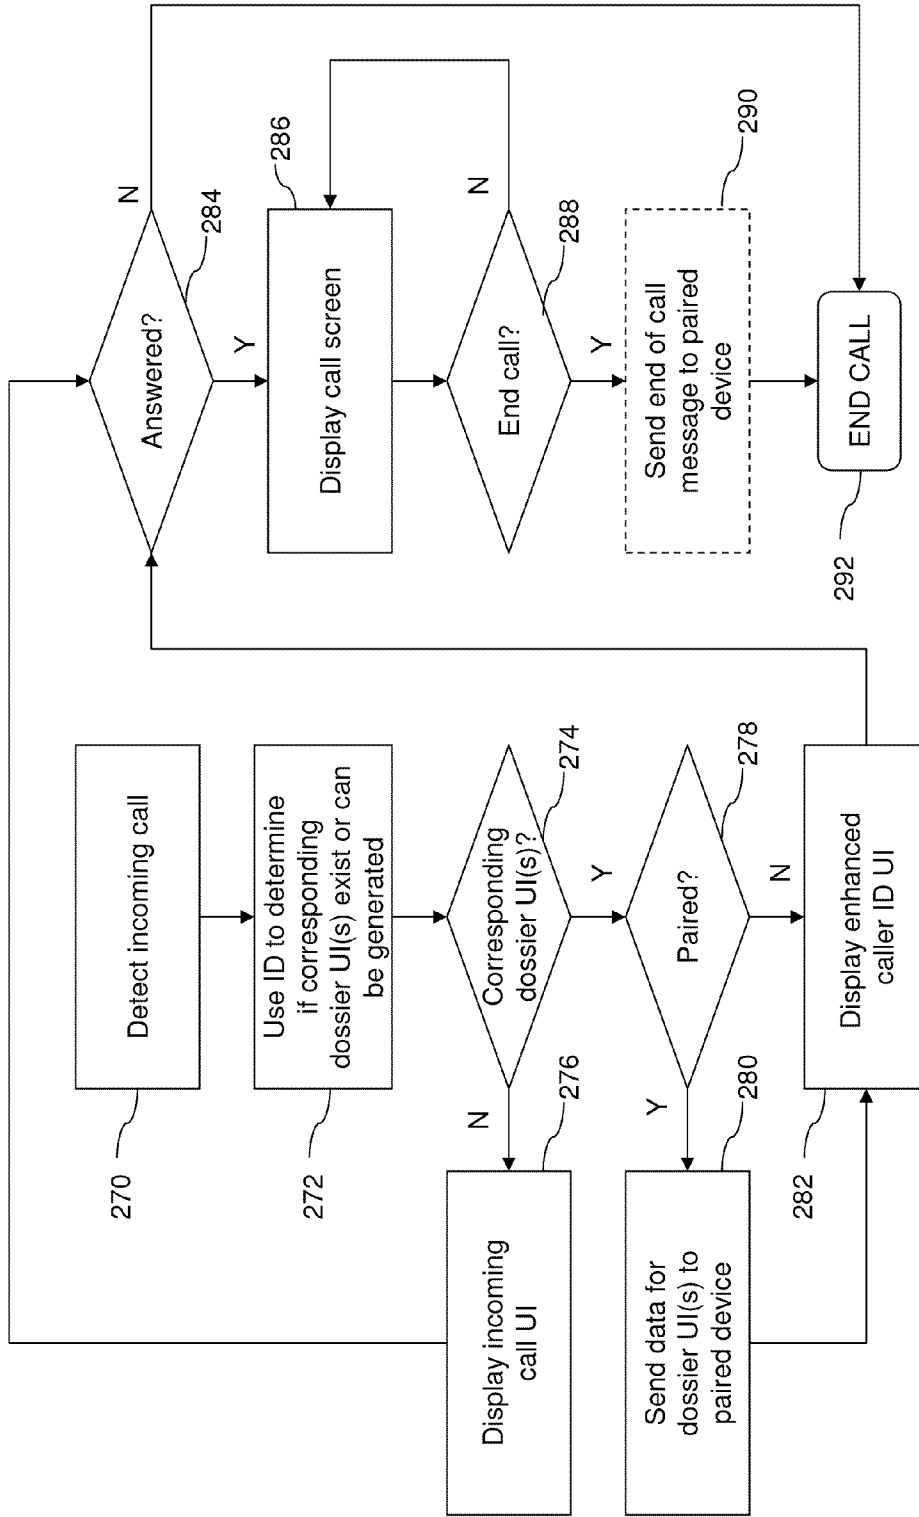 270
Detect incoming call
272
Use ID to determine
if corresponding
dossier UI(s) exist or can
be generated
274
Corresponding
dossier UI(s)?
N
Y
276
Display incoming
call UI
278
Paired?
Y
N
280
Send data for
dossier UI(s) to
paired device
282
Display enhanced
caller ID UI
284
Answered?
N
Y
286
Display call screen
288
End call?
N
Y
290
Send end of call
message to paired
device
292
END CALL